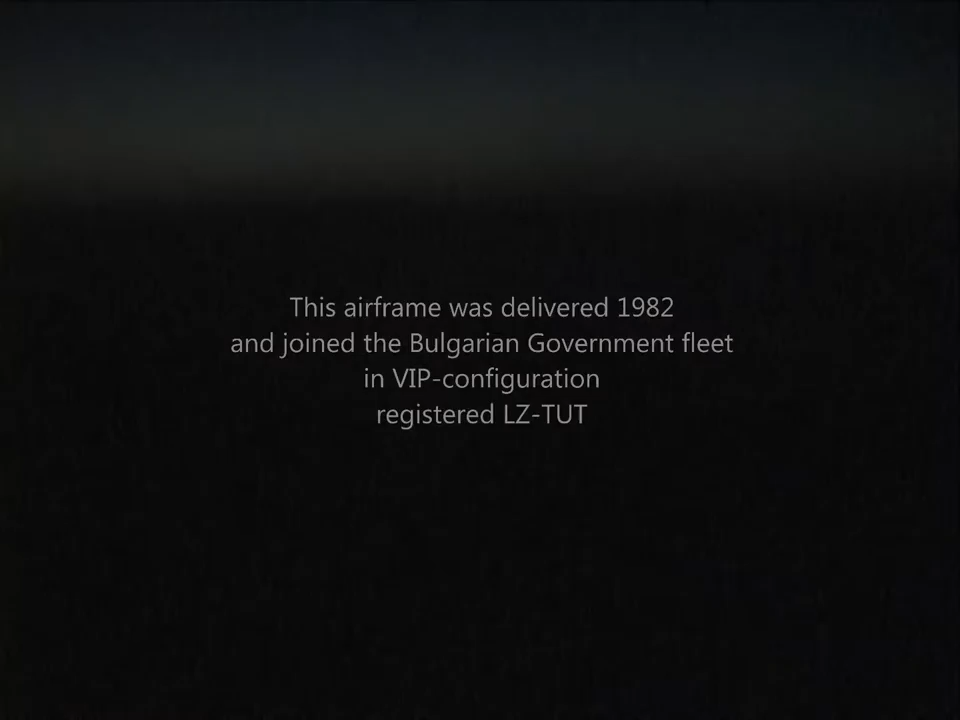 This airframe was delivered 1982
and joined the Bulgarian Government fleet
in VIP-configuration
registered LZ-TUT